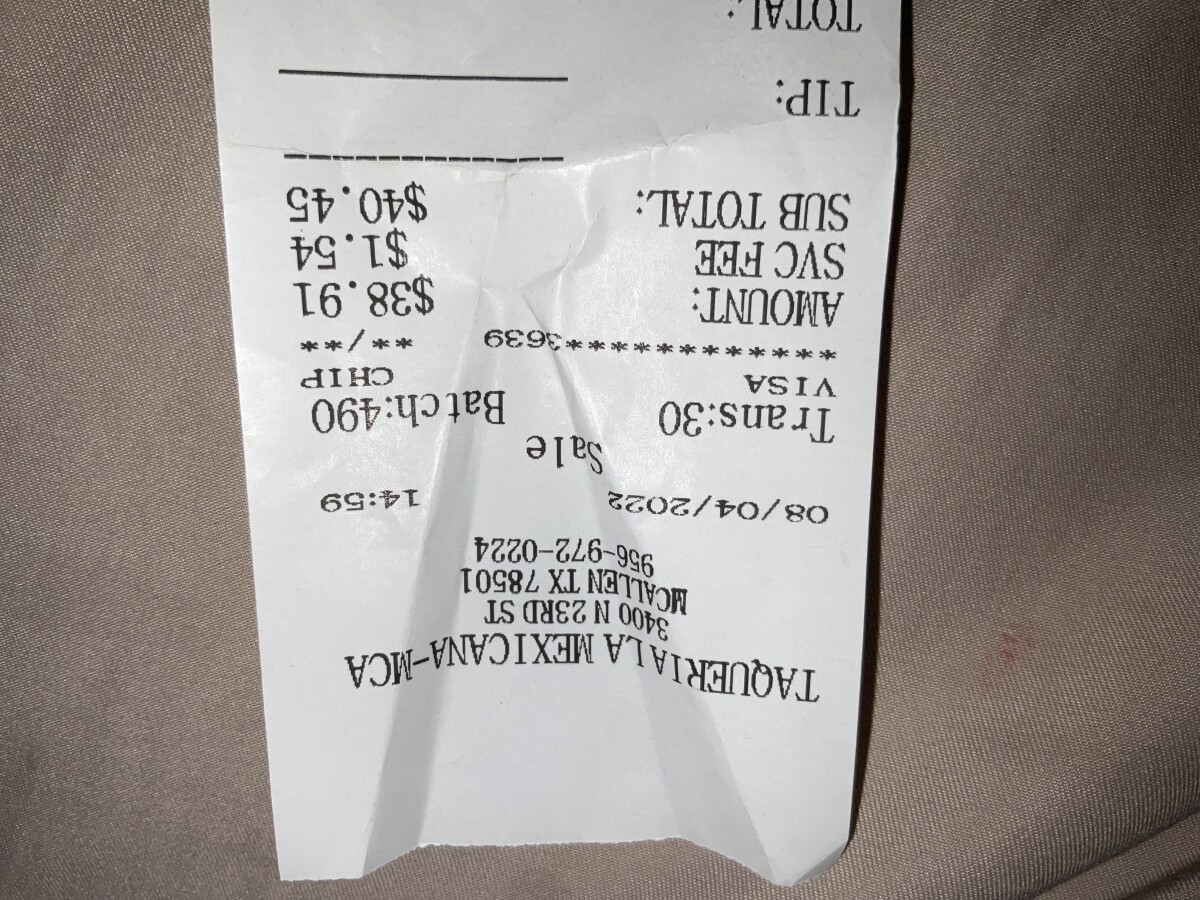 TAQUERIA LA MEXICANA-MCA
3400 N 23RD ST
MCALLEN TX 78501
956-972-0224
08/04/2022 14:59
Sale
Trans:30 Batch:490
VISA CHIP
************3639 **/**
AMOUNT: $38.91
SVC FEE $1.54
SUB TOTAL: $40.45
TIP:
TOTAL: